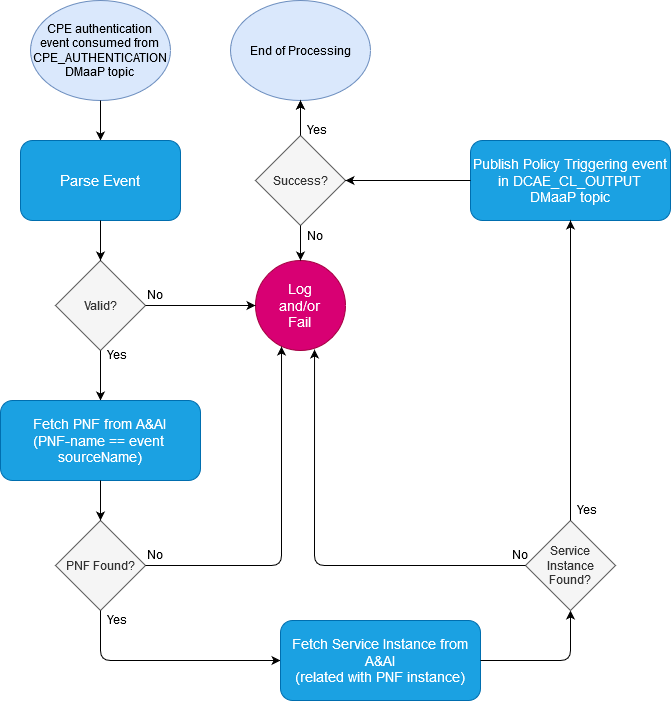 CPE authentication
event consumed from
CPE_AUTHENTICATION
DMaaP topic
End of Processing
Yes
Parse Event
Success?
Publish Policy Triggering event
in DCAE_CL_OUTPUT
DMaaP topic
No
Valid?
No
Log
and/or
Fail
Yes
Fetch PNF from A&AI
(PNF-name == event
sourceName)
Yes
PNF Found?
No
No
Service
Instance
Found?
Yes
Fetch Service Instance from
A&AI
(related with PNF instance)